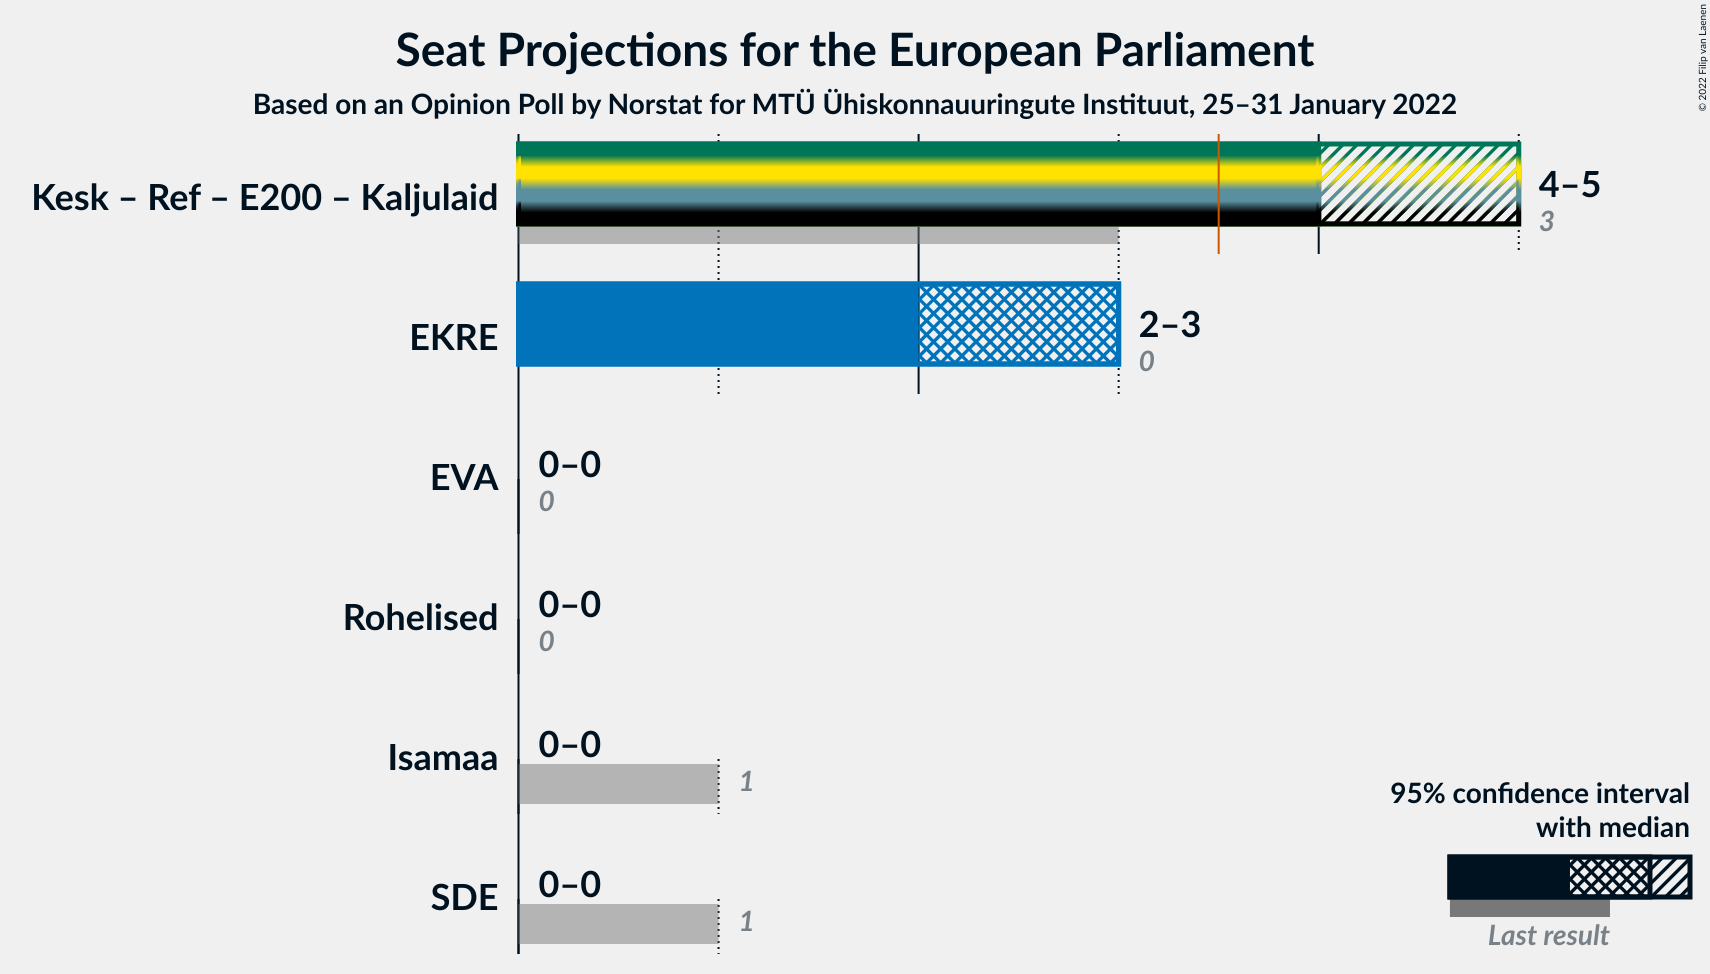 Seat Projections for the European Parliament
Based on an Opinion Poll by Norstat for MTÜ Ühiskonnauuringute Instituut, 25–31 January 2022
© 2022 Filip van Laenen
Kesk – Ref – E200 – Kaljulaid
4–5
3
EKRE
2–3
0
EVA
0–0
0
Rohelised
0–0
0
Isamaa
0–0
1
SDE
0–0
1
95% confidence interval
with median
Last result